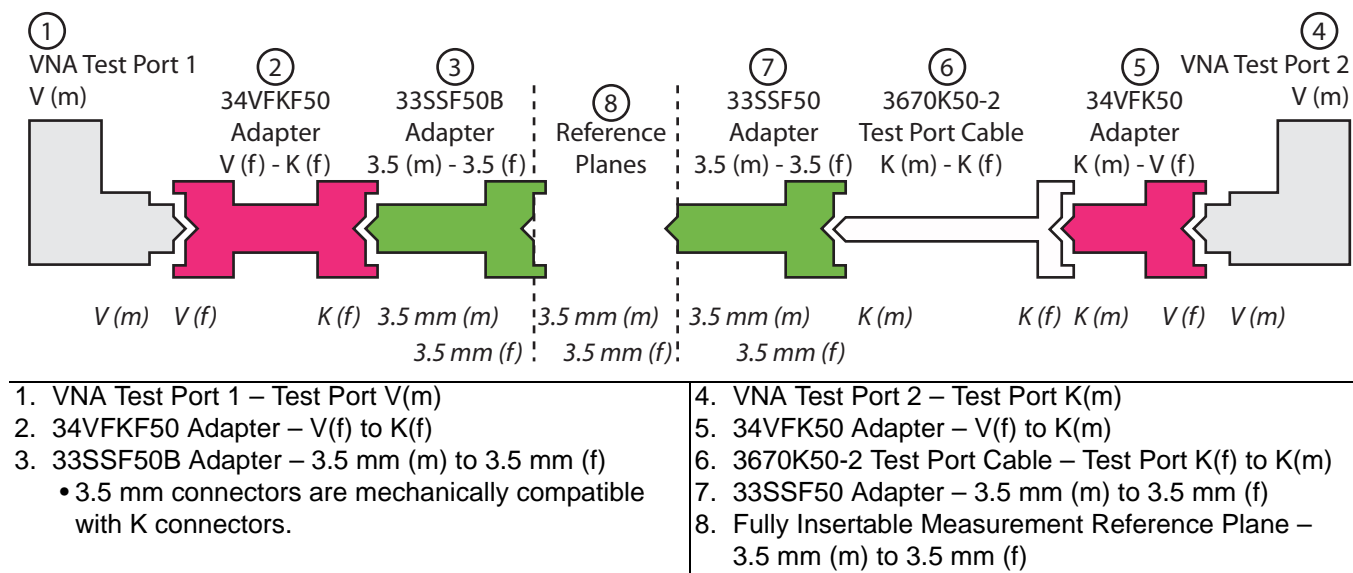 1
VNA Test Port 1
V (m)
2
34VFKF50
Adapter
V (f) - K (f)
3
33SSF50B
Adapter
3.5 (m) - 3.5 (f)
8
Reference
Planes
7
33SSF50
Adapter
3.5 (m) - 3.5 (f)
6
3670K50-2
Test Port Cable
K (m) - K (f)
5
34VFK50
Adapter
K (m) - V (f)
4
VNA Test Port 2
V (m)
V (m) V (f) K (f) 3.5 mm (m) 3.5 mm (m) 3.5 mm (m) K (m) K (f) K (m) V (f) V (m)
3.5 mm (f) 3.5 mm (f) 3.5 mm (f)
1. VNA Test Port 1 – Test Port V(m)
2. 34VFKF50 Adapter – V(f) to K(f)
3. 33SSF50B Adapter – 3.5 mm (m) to 3.5 mm (f)
• 3.5 mm connectors are mechanically compatible
with K connectors.
4. VNA Test Port 2 – Test Port K(m)
5. 34VFK50 Adapter – V(f) to K(m)
6. 3670K50-2 Test Port Cable – Test Port K(f) to K(m)
7. 33SSF50 Adapter – 3.5 mm (m) to 3.5 mm (f)
8. Fully Insertable Measurement Reference Plane –
3.5 mm (m) to 3.5 mm (f)